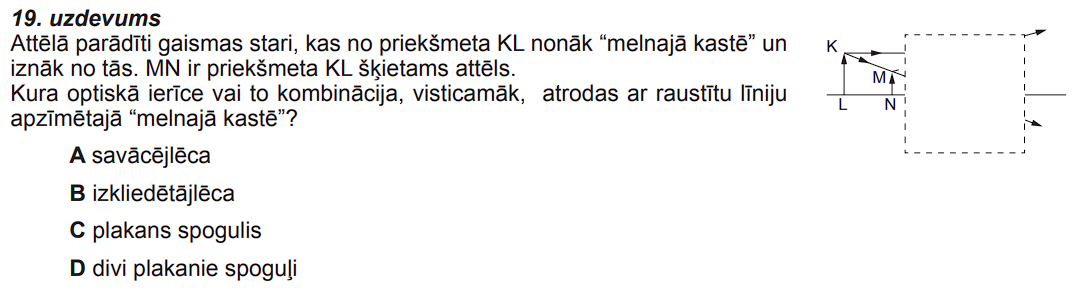 19. uzdevums
Attēlā parādīti gaismas stari, kas no priekšmeta KL nonāk “melnajā kastē” un
iznāk no tās. MN ir priekšmeta KL šķietams attēls.
Kura optiskā ierīce vai to kombinācija, visticamāk, atrodas ar raustītu līniju
apzīmētajā “melnajā kastē”?
A savācējlēca
B izkliedētājlēca
C plakans spogulis
D divi plakanie spoguļi
K
M
L N